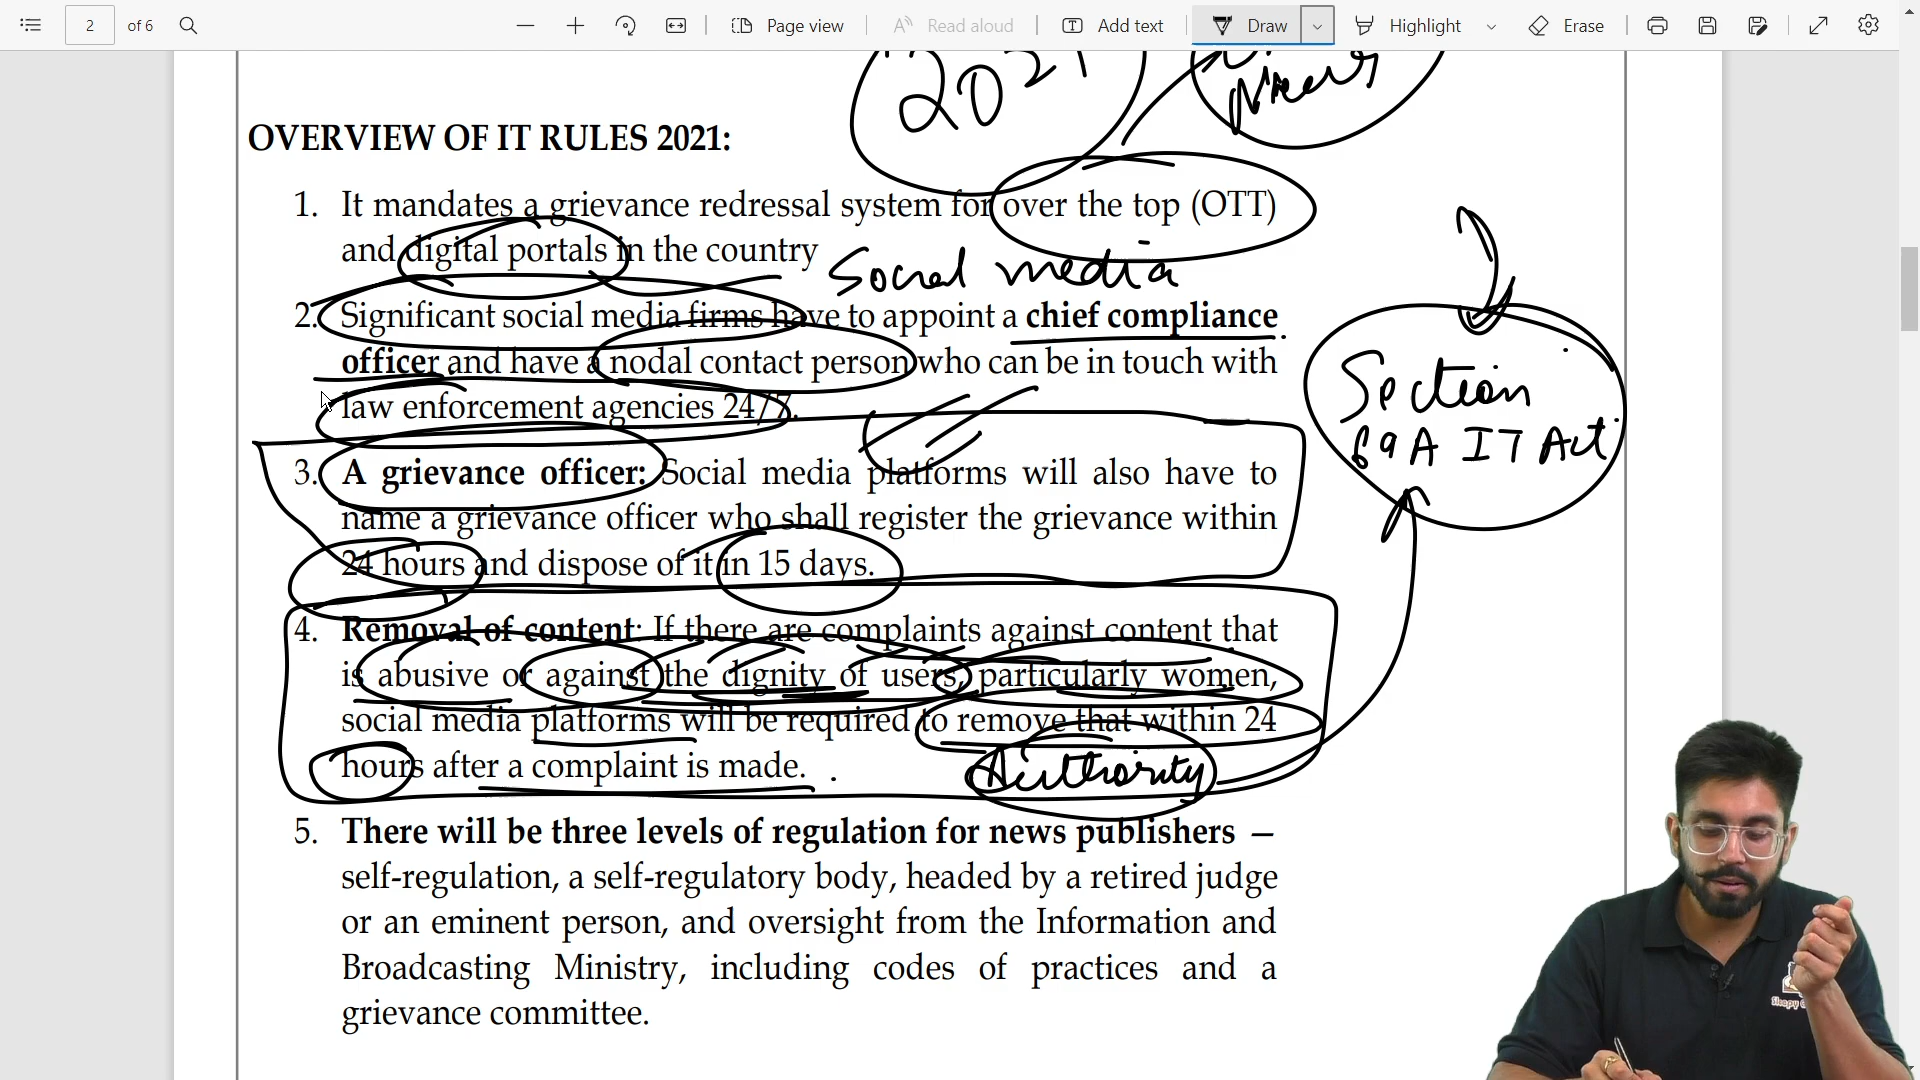 2 of 6 Page view Read aloud Add text Draw Highlight Erase
2021
News
OVERVIEW OF IT RULES 2021:
1. It mandates a grievance redressal system for over the top (OTT)
and digital portals in the country
Social media
2. Significant social media firms have to appoint a chief compliance
officer and have a nodal contact person who can be in touch with
law enforcement agencies 24/7.
Section
69A IT Act
3. A grievance officer: Social media platforms will also have to
name a grievance officer who shall register the grievance within
24 hours and dispose of it in 15 days.
4. Removal of content: If there are complaints against content that
is abusive or against the dignity of users, particularly women,
social media platforms will be required to remove that within 24
hours after a complaint is made.
Authority
5. There will be three levels of regulation for news publishers —
self-regulation, a self-regulatory body, headed by a retired judge
or an eminent person, and oversight from the Information and
Broadcasting Ministry, including codes of practices and a
grievance committee.